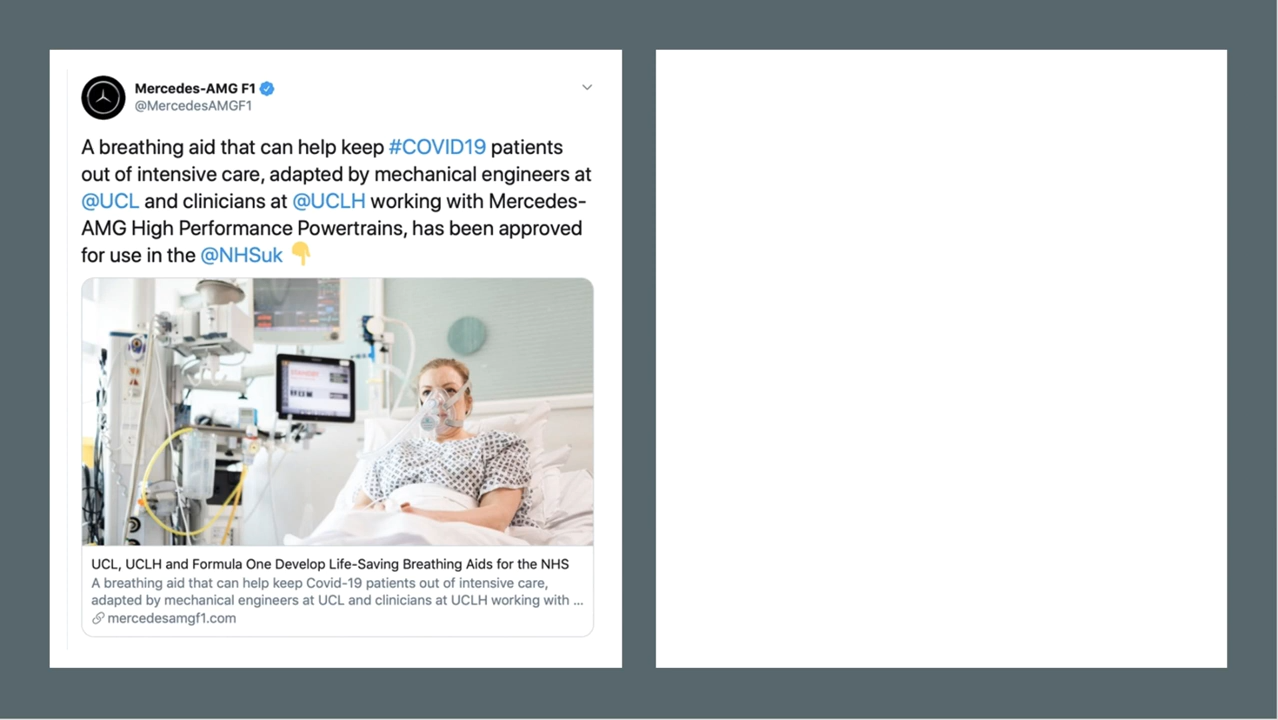 Mercedes-AMG F1
@MercedesAMGF1
A breathing aid that can help keep #COVID19 patients
out of intensive care, adapted by mechanical engineers at
@UCL and clinicians at @UCLH working with Mercedes-
AMG High Performance Powertrains, has been approved
for use in the @NHSuk 👇
UCL, UCLH and Formula One Develop Life-Saving Breathing Aids for the NHS
A breathing aid that can help keep Covid-19 patients out of intensive care,
adapted by mechanical engineers at UCL and clinicians at UCLH working with ...
mercedesamgf1.com